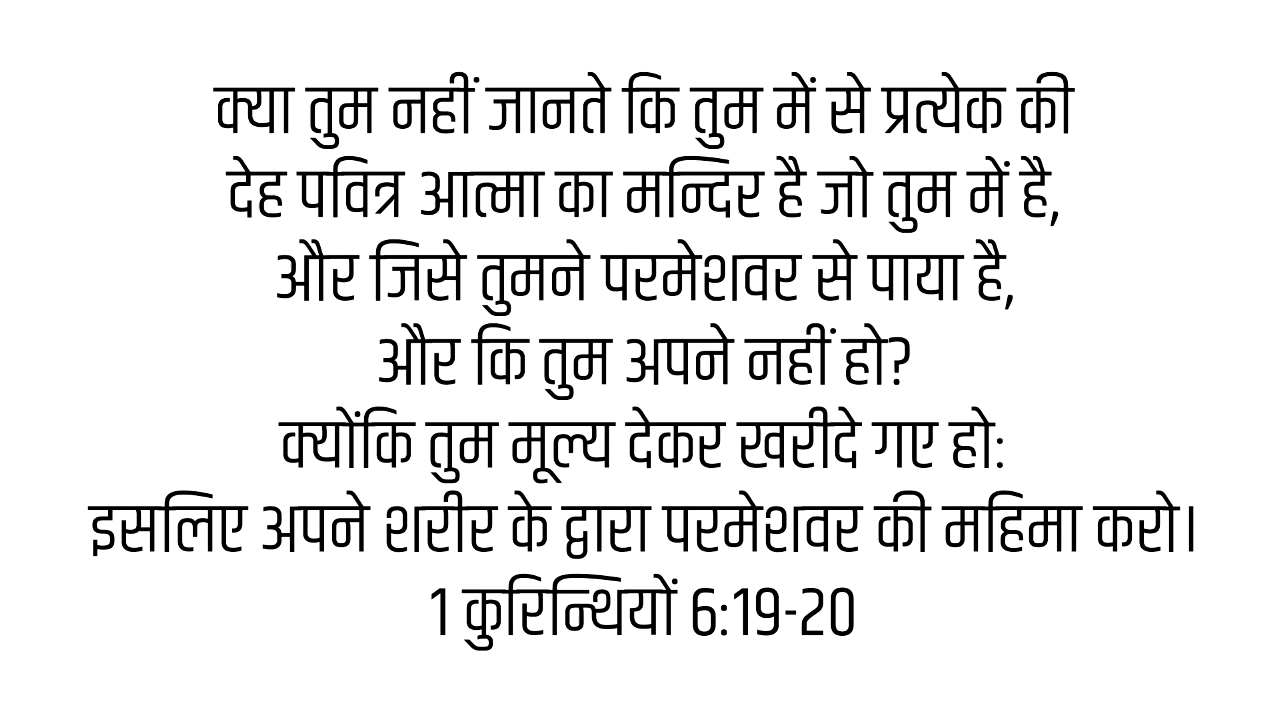 क्या तुम नहीं जानते कि तुम में से प्रत्येक की
देह पवित्र आत्मा का मन्दिर है जो तुम में है,
और जिसे तुमने परमेशवर से पाया है,
और कि तुम अपने नहीं हो?
क्योंकि तुम मूल्य देकर खरीदे गए हो:
इसलिए अपने शरीर के द्वारा परमेशवर की महिमा करो।
1 कुरिन्थियों 6:19-20